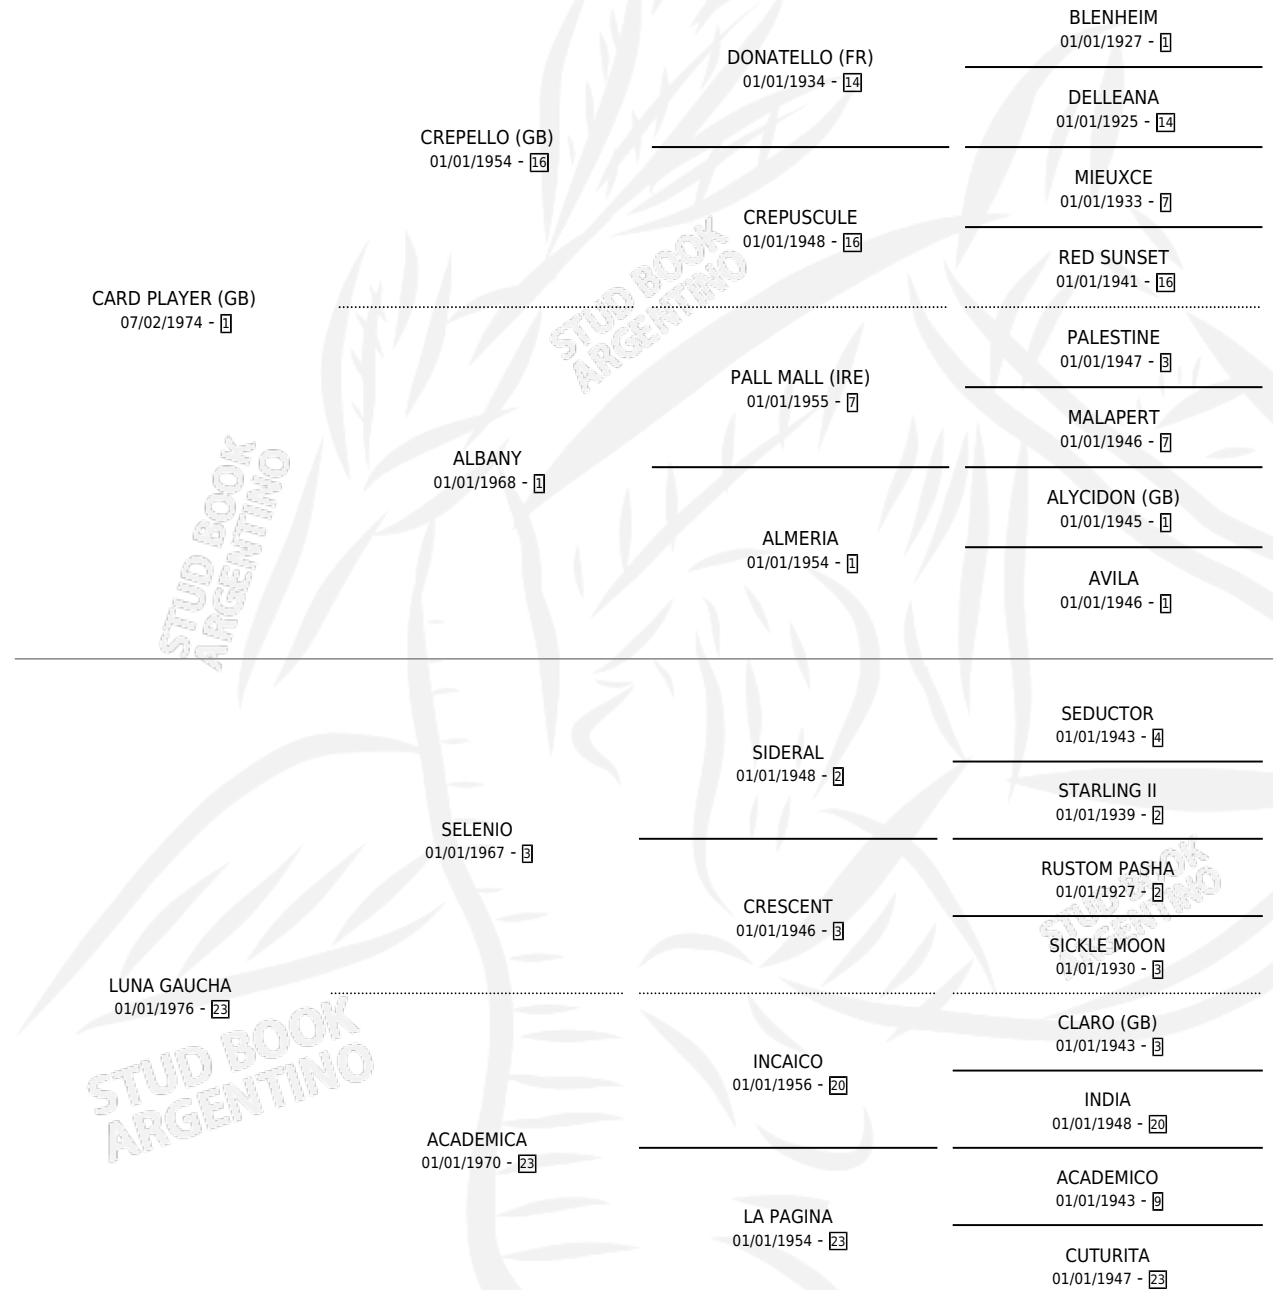 BLENHEIM
01/01/1927 - 1
DONATELLO (FR)
01/01/1934 - 14
DELLEANA
01/01/1925 - 14
CREPELLO (GB)
01/01/1954 - 16
MIEUXCE
01/01/1933 - 7
CREPUSCULE
01/01/1948 - 16
RED SUNSET
01/01/1941 - 16
CARD PLAYER (GB)
07/02/1974 - 1
PALESTINE
01/01/1947 - 3
PALL MALL (IRE)
01/01/1955 - 7
MALAPERT
01/01/1946 - 7
ALBANY
01/01/1968 - 1
ALYCIDON (GB)
01/01/1945 - 1
ALMERIA
01/01/1954 - 1
AVILA
01/01/1946 - 1
STUD BOOK
ARGENTINO
STUD BOOK
ARGENTINO
SEDUCTOR
01/01/1943 - 4
SIDERAL
01/01/1948 - 2
STARLING II
01/01/1939 - 2
SELENIO
01/01/1967 - 3
RUSTOM PASHA
01/01/1927 - 2
CRESCENT
01/01/1946 - 3
SICKLE MOON
01/01/1930 - 3
STUD BOOK
ARGENTINO
LUNA GAUCHA
01/01/1976 - 23
CLARO (GB)
01/01/1943 - 3
INCAICO
01/01/1956 - 20
INDIA
01/01/1948 - 20
ACADEMICA
01/01/1970 - 23
ACADEMICO
01/01/1943 - 9
LA PAGINA
01/01/1954 - 23
CUTURITA
01/01/1947 - 23
STUD BOOK
ARGENTINO